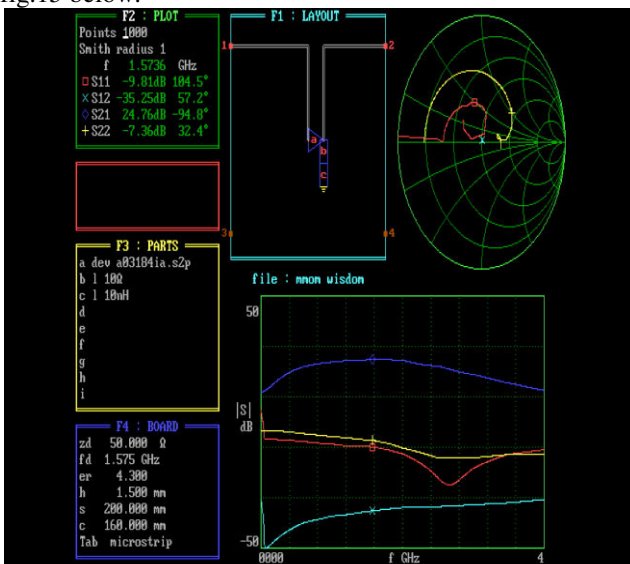 fig.15 below.
F2 : PLOT
Points 1000
Smith radius 1
f 1.5736 GHz
S11 -9.81dB 104.5°
S12 -35.25dB 57.2°
S21 24.76dB -94.8°
S22 -7.36dB 32.4°
F1 : LAYOUT
1 2
a
b
c
3 4
F3 : PARTS
a dev a03184ia.s2p
b l 10Ω
c l 10nH
d
e
f
g
h
i
F4 : BOARD
zd 50.000 Ω
fd 1.575 GHz
er 4.300
h 1.500 mm
s 200.000 mm
c 160.000 mm
Tab microstrip
file : mmom wisdom
50
|S|
dB
-50
0000 f GHz 4